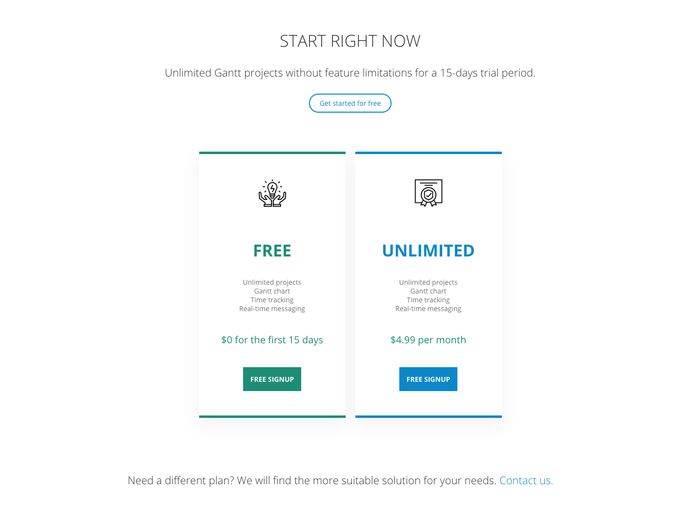 START RIGHT NOW
Unlimited Gantt projects without feature limitations for a 15-days trial period.
Get started for free
FREE
Unlimited projects
Gantt chart
Time tracking
Real-time messaging
$0 for the first 15 days
FREE SIGNUP
UNLIMITED
Unlimited projects
Gantt chart
Time tracking
Real-time messaging
$4.99 per month
FREE SIGNUP
Need a different plan? We will find the more suitable solution for your needs. Contact us.